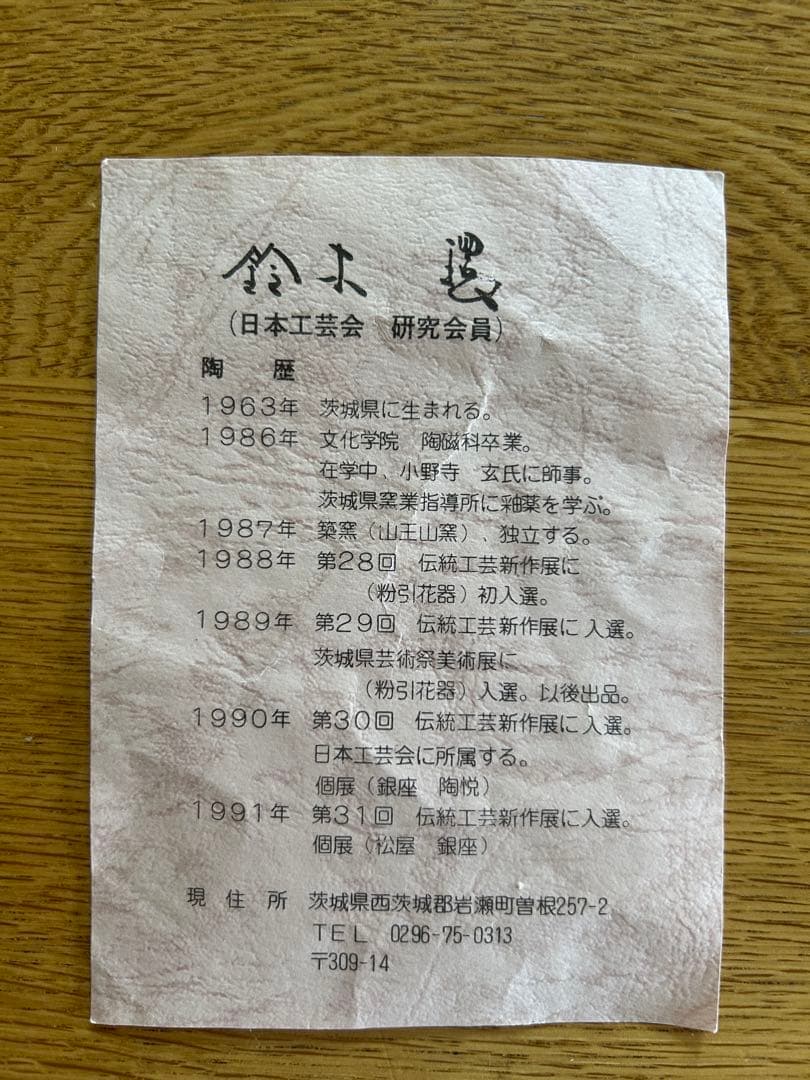 鈴木 環
(日本工芸会 研究会員)
陶 歴
1963年 茨城県に生まれる。
1986年 文化学院 陶磁科卒業。
在学中、小野寺 玄氏に師事。
茨城県窯業指導所に釉薬を学ぶ。
1987年 築窯(山王山窯)、独立する。
1988年 第28回 伝統工芸新作展に
(粉引花器)初入選。
1989年 第29回 伝統工芸新作展に入選。
茨城県芸術祭美術展に
(粉引花器)入選。以後出品。
1990年 第30回 伝統工芸新作展に入選。
日本工芸会に所属する。
個展(銀座 陶悦)
1991年 第31回 伝統工芸新作展に入選。
個展(松屋 銀座)
現住所 茨城県西茨城郡岩瀬町曽根257-2
TEL 0296-75-0313
〒309-14